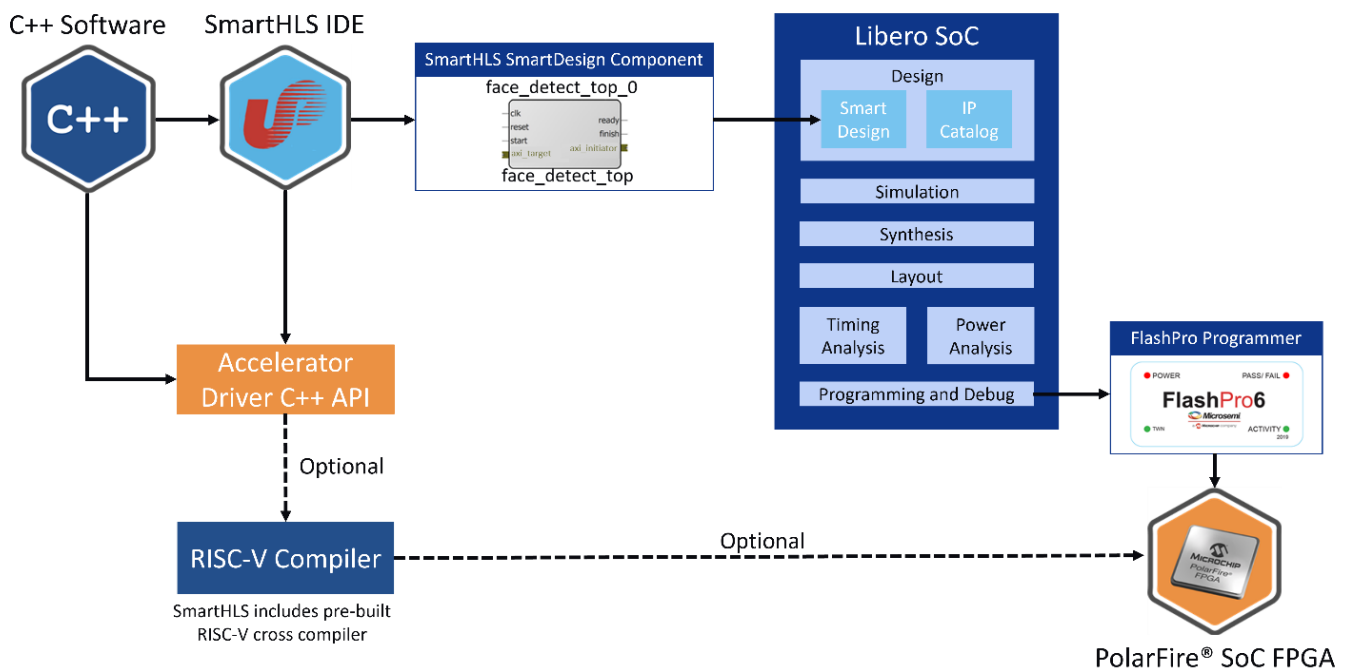 C++ Software
SmartHLS IDE
C++
SmartHLS SmartDesign Component
face_detect_top_0
clk
reset
start
axi_target
ready
finish
axi_initiator
face_detect_top
Libero SoC
Design
Smart
Design
IP
Catalog
Simulation
Synthesis
Layout
Timing
Analysis
Power
Analysis
Programming and Debug
FlashPro Programmer
POWER
PASS/ FAIL
FlashPro6
Microsemi
TWN
ACTIVITY
2019
Accelerator
Driver C++ API
Optional
RISC-V Compiler
SmartHLS includes pre-built
RISC-V cross compiler
Optional
MICROCHIP
PolarFire®
FPGA
PolarFire® SoC FPGA